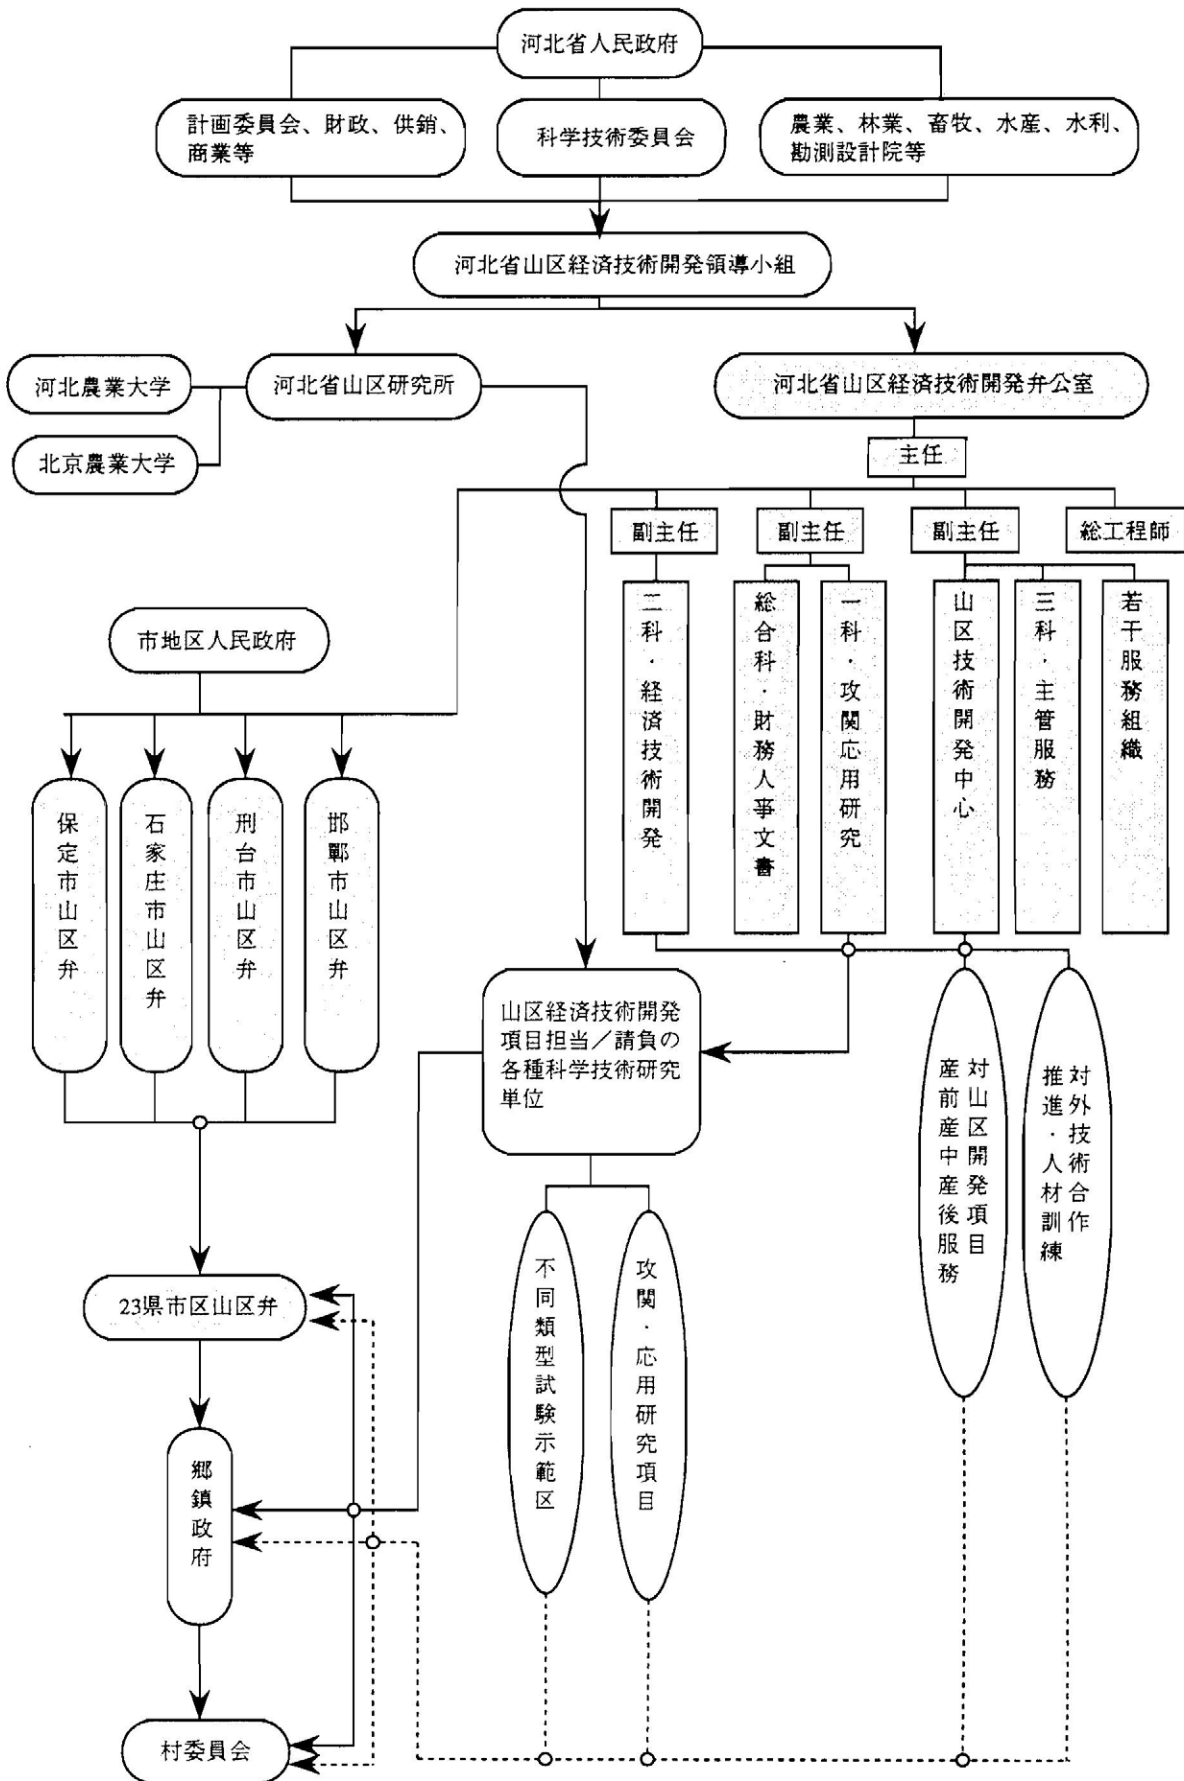 河北省人民政府
計画委員会、財政、供銷、
商業等
科学技術委員会
農業、林業、畜牧、水産、水利、
勘測設計院等
河北省山区経済技術開発領導小組
河北農業大学
河北省山区研究所
河北省山区経済技術開発弁公室
北京農業大学
主任
副主任
副主任
副主任
総工程師
二科・経済技術開発
総合科・財務人事文書
一科・攻関応用研究
山区技術開発中心
三科・主管服務
若干服務組織
市地区人民政府
保定市山区弁
石家庄市山区弁
刑台市山区弁
邯鄲市山区弁
山区経済技術開発
項目担当／請負の
各種科学技術研究
単位
対山区開発項目
産前産中産後服務
対外技術合作
推進・人材訓練
不同類型試験示範区
攻関・応用研究項目
23県市区山区弁
郷鎮政府
村委員会